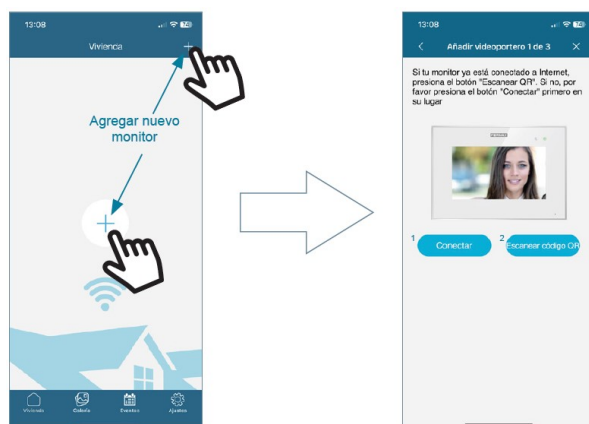 13:08
Vivienda
+
Agregar nuevo
monitor
+
Vivienda
Galería
Eventos
Ajustes
13:08
Añadir videoportero 1 de 3
Si tu monitor ya está conectado a Internet,
presiona el botón "Escanear QR". Si no, por
favor presiona el botón "Conectar" primero en
su lugar
1
Conectar
2
Escanear código QR